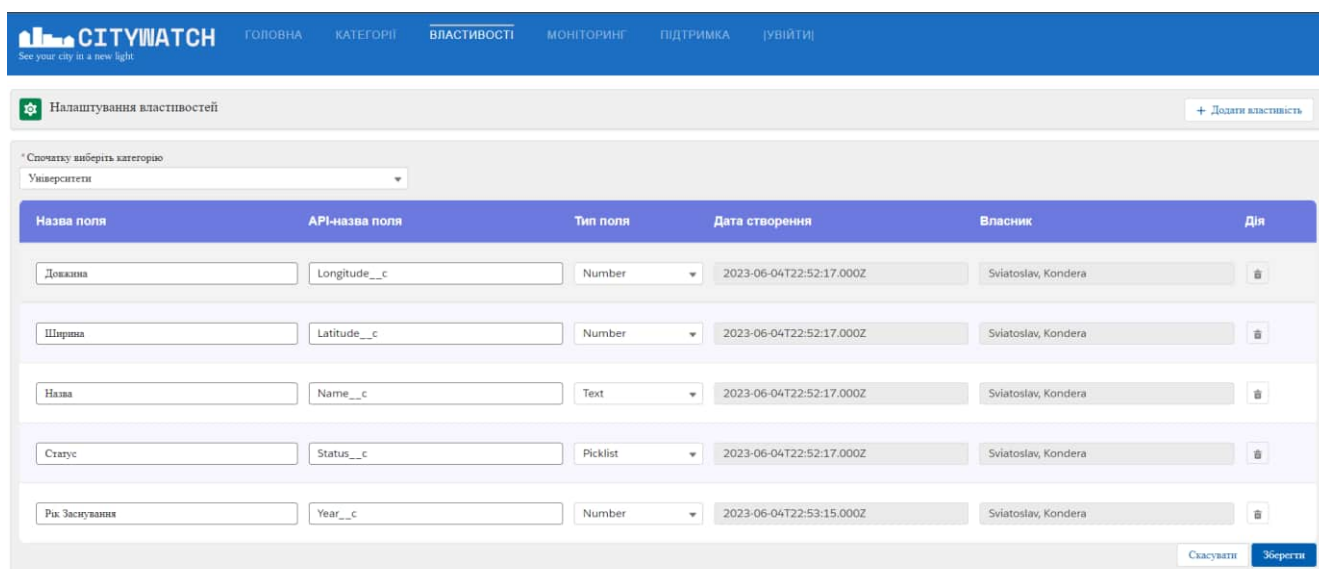 CITYWATCH
See your city in a new light
ГОЛОВНА КАТЕГОРІЇ ВЛАСТИВОСТІ МОНІТОРИНГ ПІДТРИМКА |УВІЙТИ|
Налаштування властивостей
+ Додати властивість
* Спочатку виберіть категорію
Університети
Назва поля API-назва поля Тип поля Дата створення Власник Дія
Довжина Longitude__c Number 2023-06-04T22:52:17.000Z Sviatoslav, Kondera
Ширина Latitude__c Number 2023-06-04T22:52:17.000Z Sviatoslav, Kondera
Назва Name__c Text 2023-06-04T22:52:17.000Z Sviatoslav, Kondera
Статус Status__c Picklist 2023-06-04T22:52:17.000Z Sviatoslav, Kondera
Рік Заснування Year__c Number 2023-06-04T22:53:15.000Z Sviatoslav, Kondera
Скасувати Зберегти